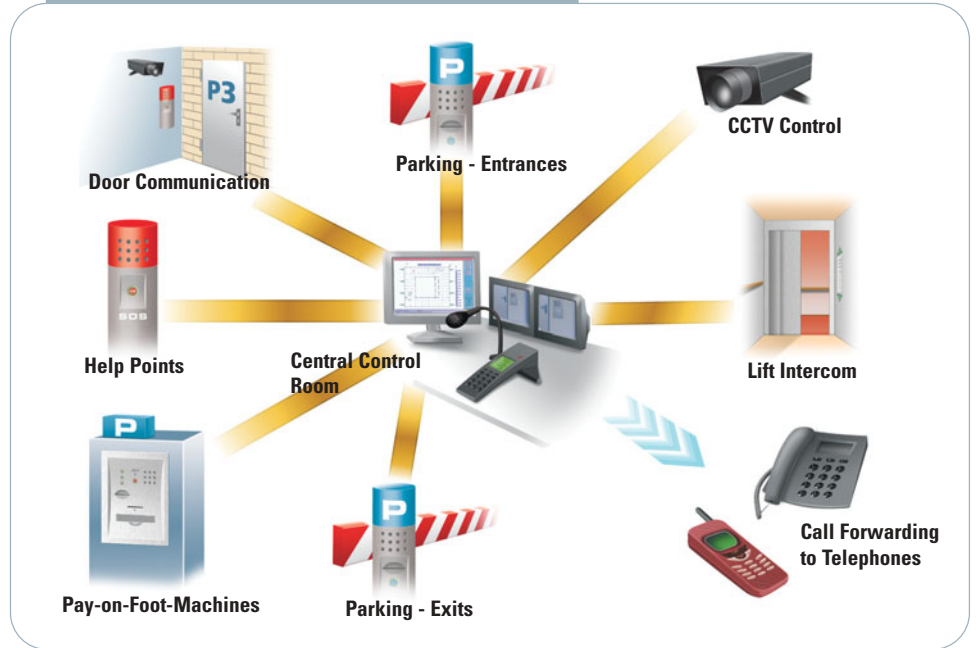 P3
Door Communication
P
Parking - Entrances
CCTV Control
SOS
Help Points
Central Control
Room
Lift Intercom
P
Pay-on-Foot-Machines
P
Parking - Exits
Call Forwarding
to Telephones